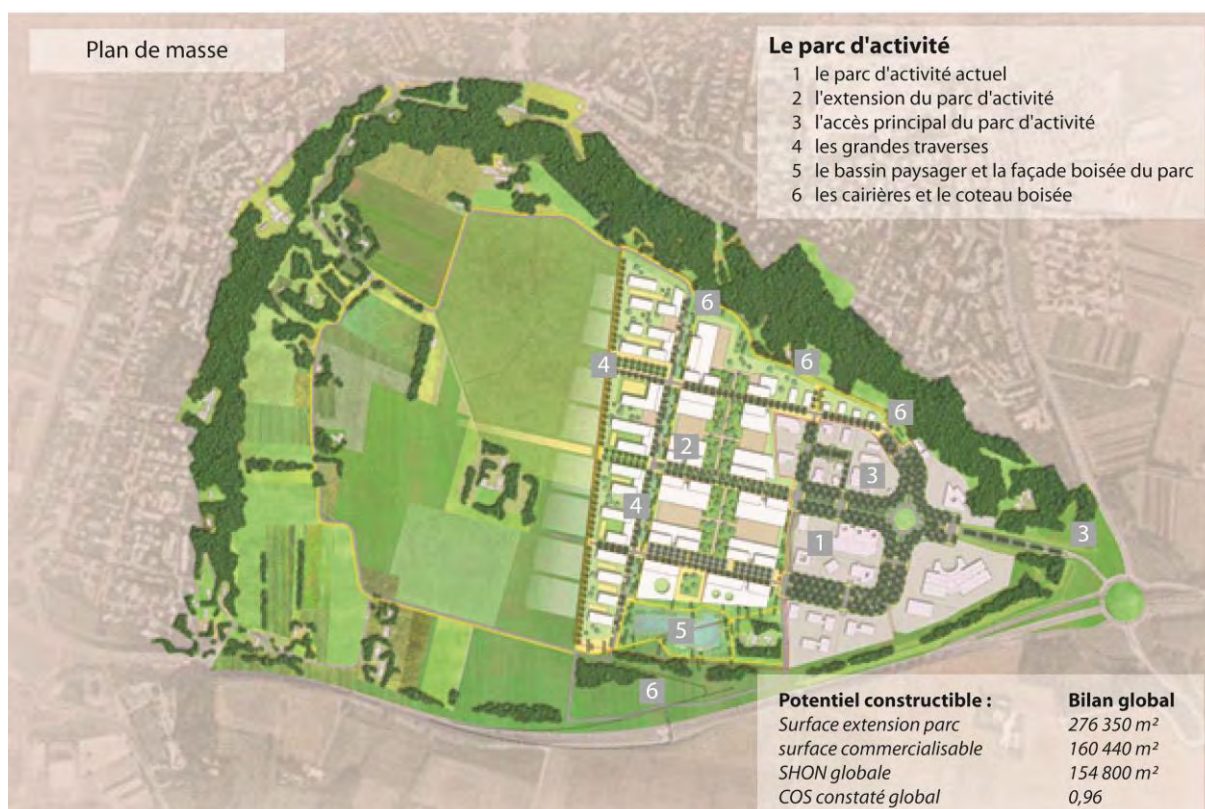 Plan de masse
Le parc d'activité
1 le parc d'activité actuel
2 l'extension du parc d'activité
3 l'accès principal du parc d'activité
4 les grandes traverses
5 le bassin paysager et la façade boisée du parc
6 les cairières et le coteau boisée
6
6
4
6
2
3
4
3
1
5
6
Potentiel constructible : Bilan global
Surface extension parc 276 350 m²
surface commercialisable 160 440 m²
SHON globale 154 800 m²
COS constaté global 0,96